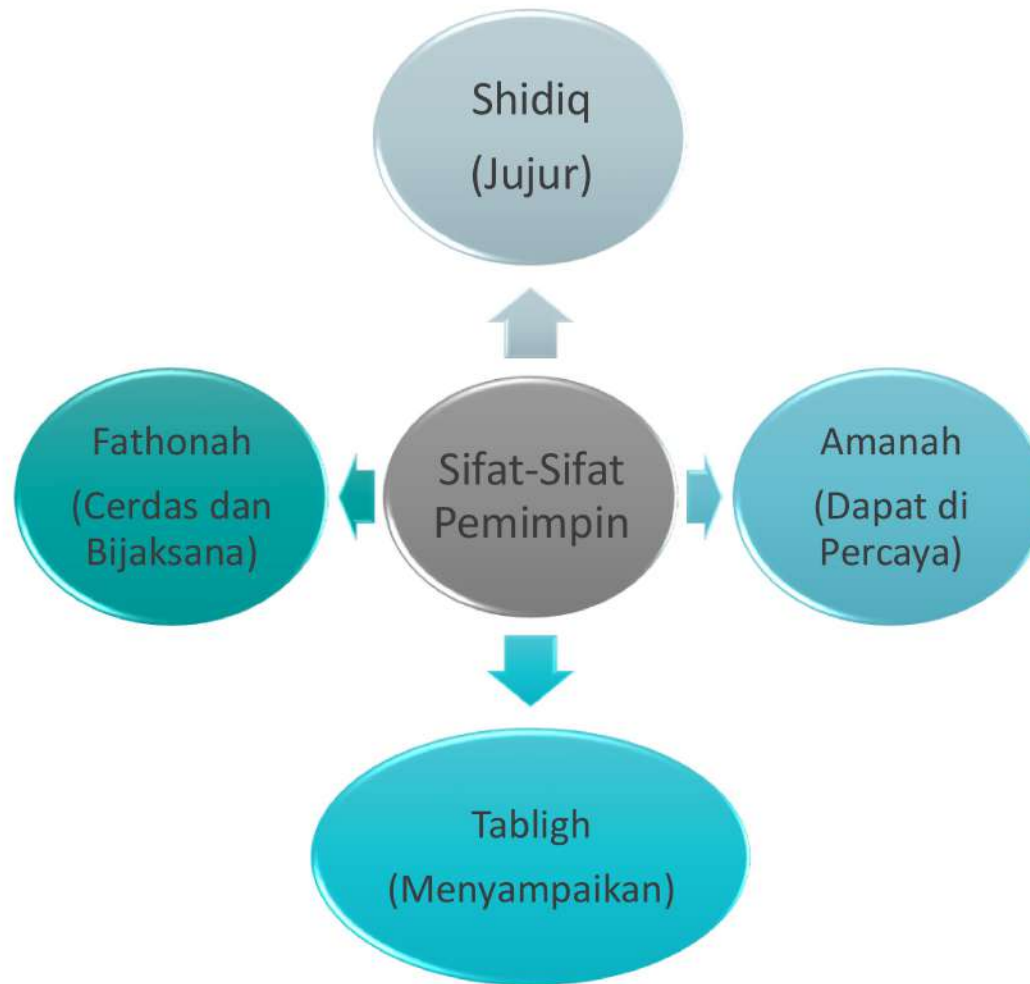 Shidiq
(Jujur)
Fathonah
(Cerdas dan
Bijaksana)
Sifat-Sifat
Pemimpin
Amanah
(Dapat di
Percaya)
Tabligh
(Menyampaikan)